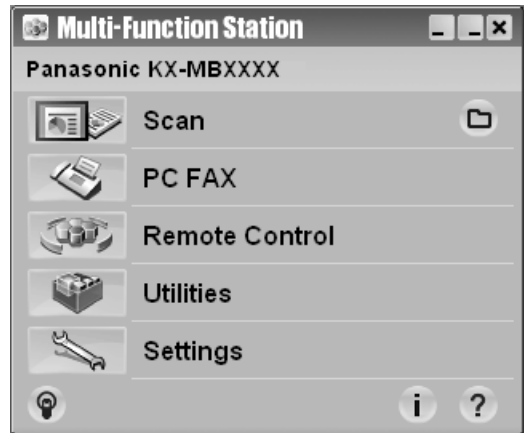 Multi-Function Station
Panasonic KX-MBXXXX
Scan
PC FAX
Remote Control
Utilities
Settings
i ?